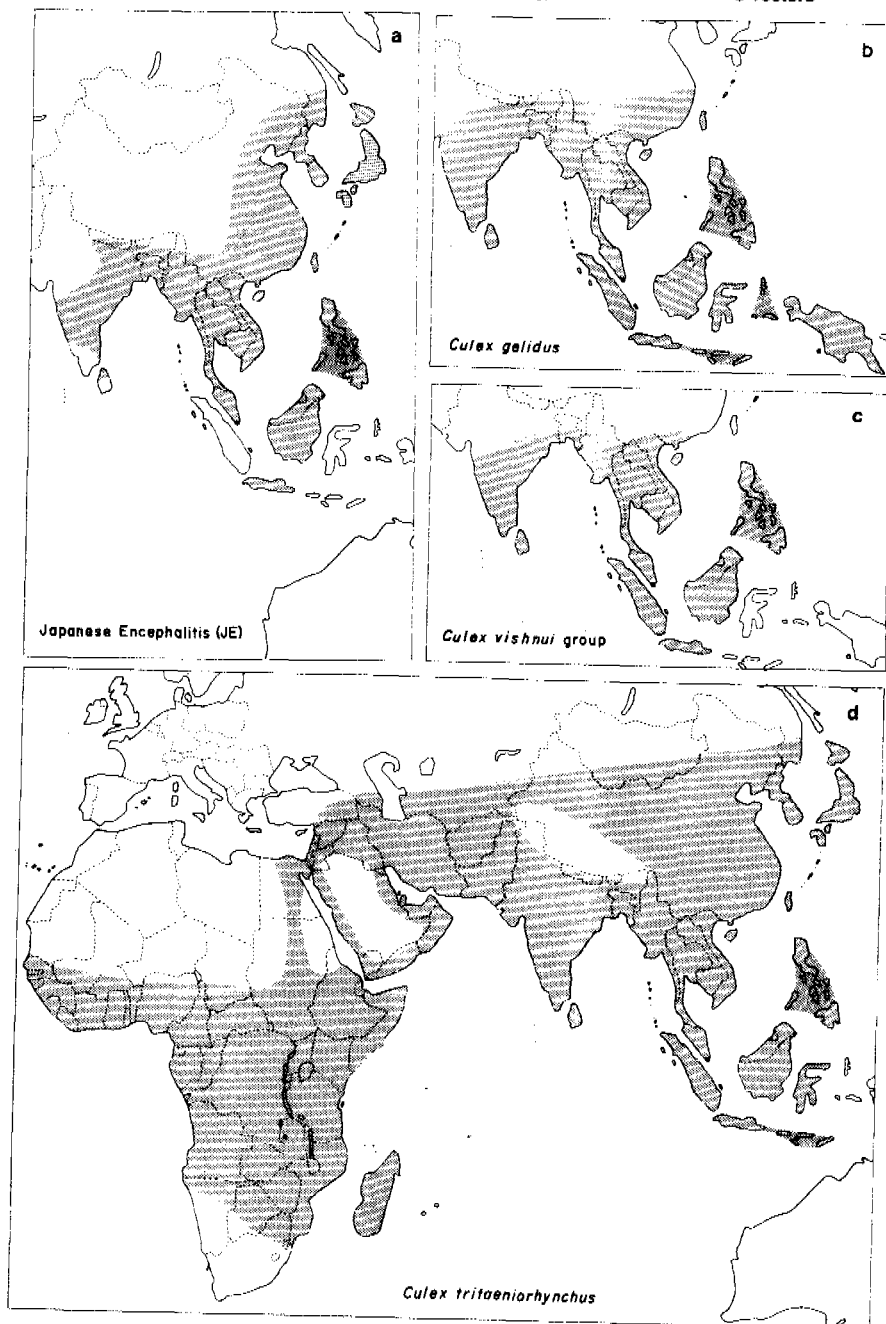 a
b
Culex gelidus
c
Japanese Encephalitis (JE)
Culex vishnui group
d
Culex tritaeniorhynchus